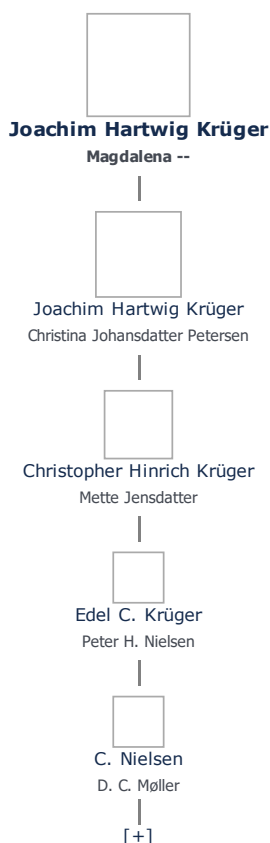 Joachim Hartwig Krüger
Magdalena --
Joachim Hartwig Krüger
Christina Johansdatter Petersen
Christopher Hinrich Krüger
Mette Jensdatter
Edel C. Krüger
Peter H. Nielsen
C. Nielsen
D. C. Møller
[+]